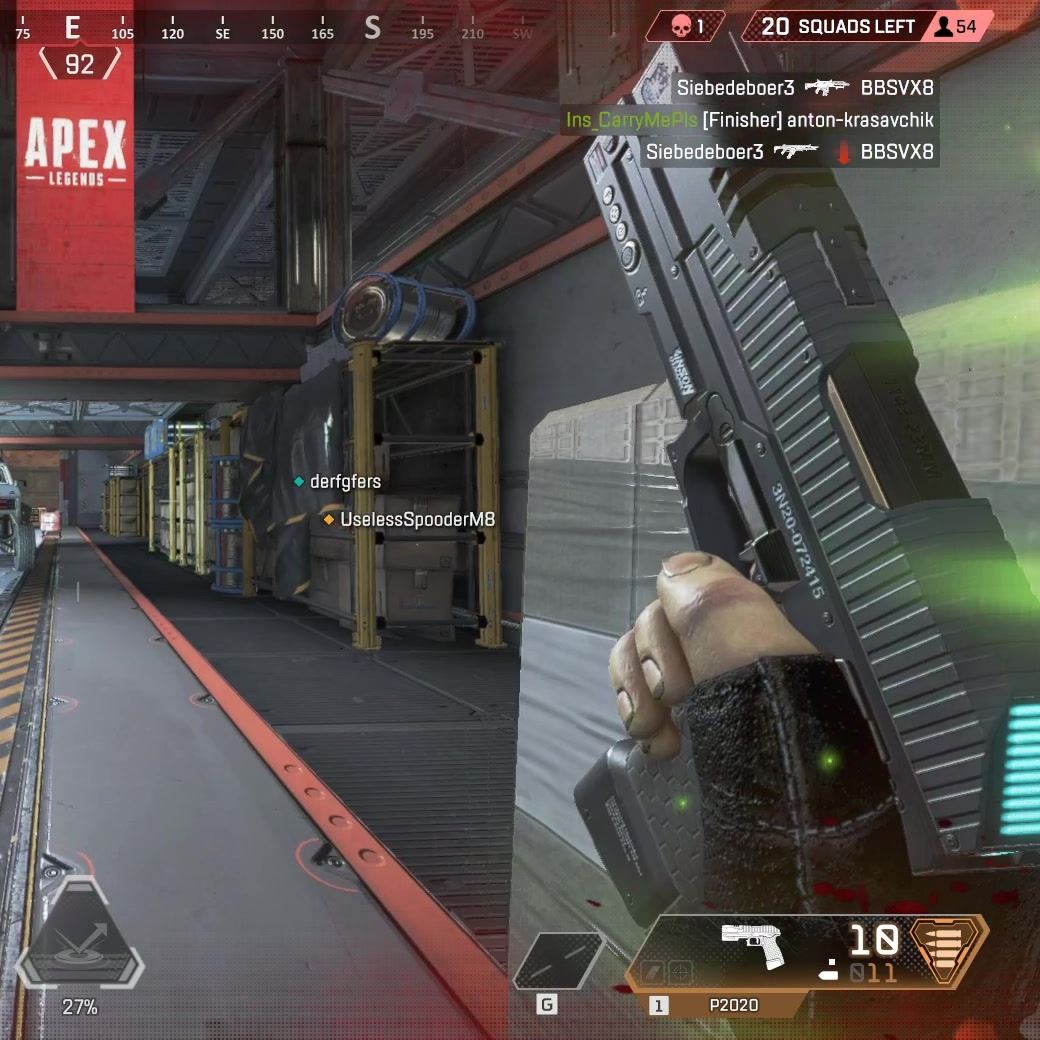 75 E 105 120 SE 150 165 S 195 210 SW
92
1
20 SQUADS LEFT 54
Siebedeboer3 BBSVX8
Ins_CarryMePls [Finisher] anton-krasavchik
Siebedeboer3 BBSVX8
APEX
LEGENDS
derfgfers
UselessSpooderM8
3N20-072415
10
011
27%
G
1 P2020